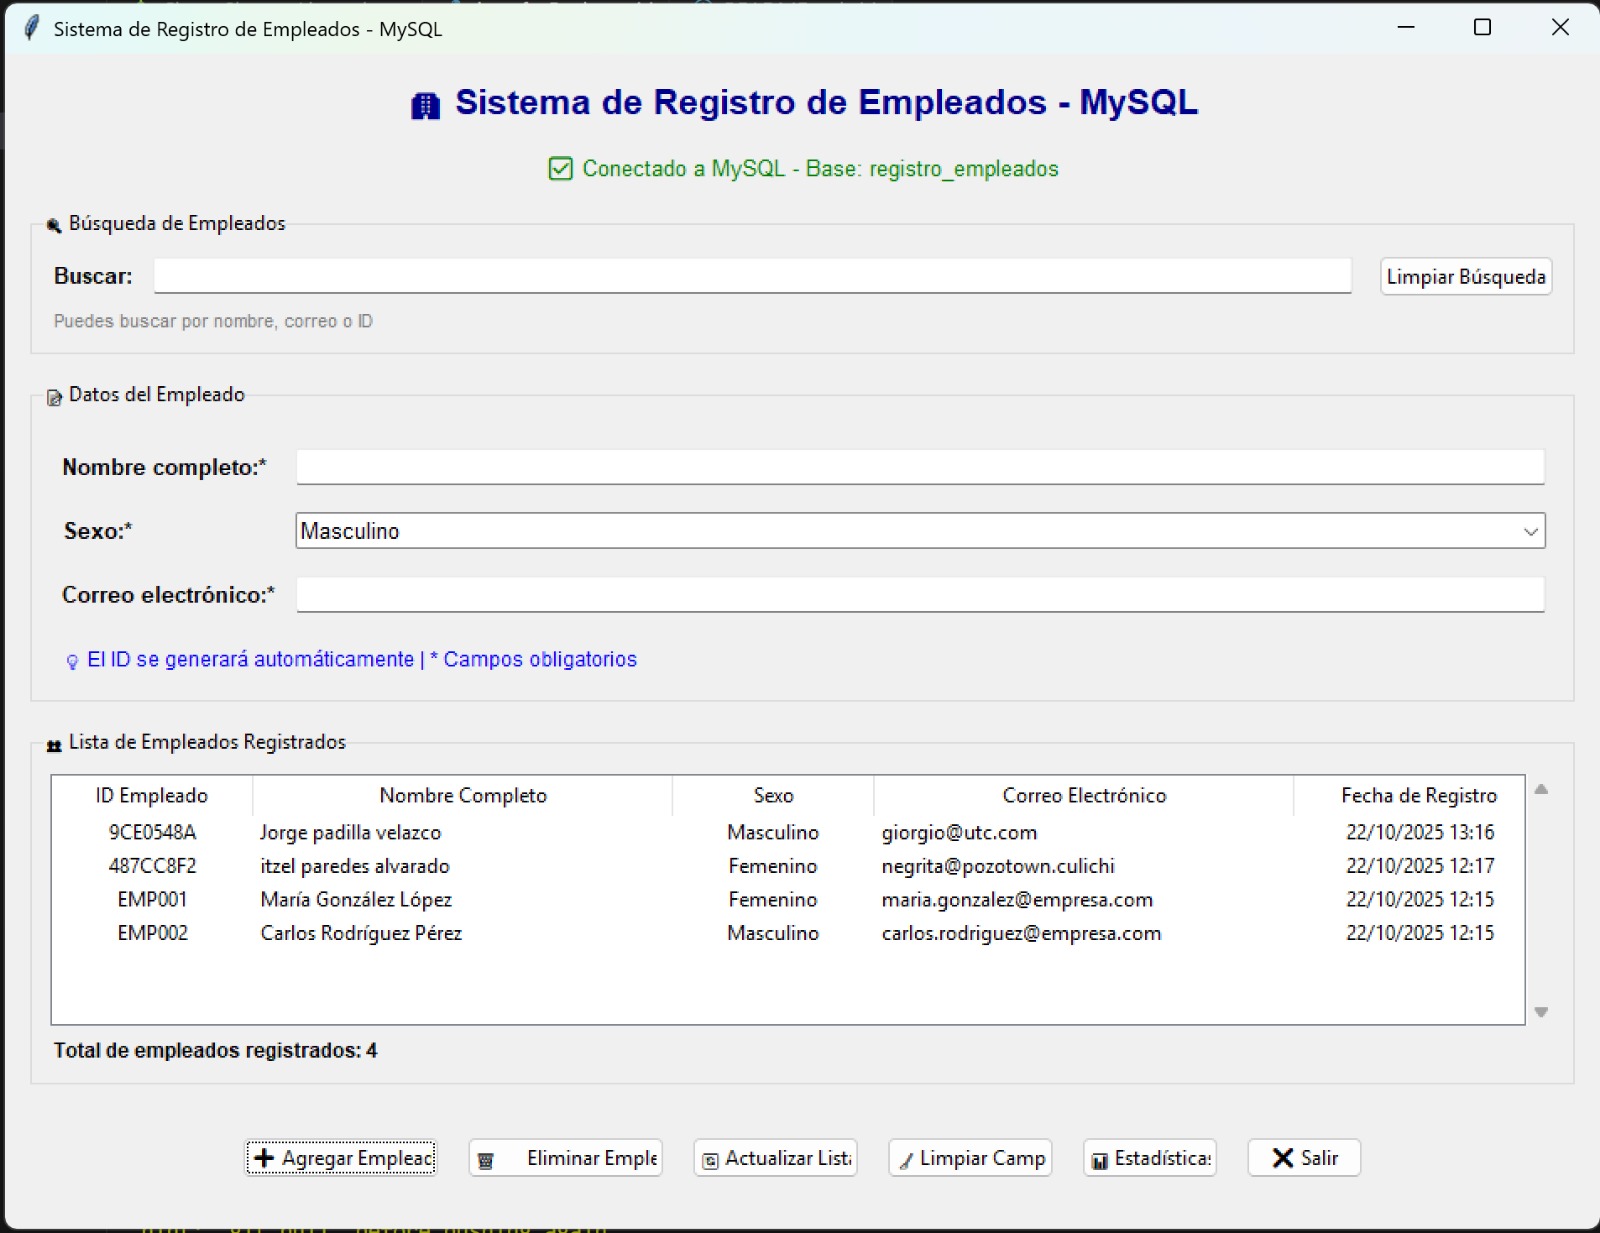 Sistema de Registro de Empleados - MySQL
Sistema de Registro de Empleados - MySQL
Conectado a MySQL - Base: registro_empleados
Búsqueda de Empleados
Buscar: Limpiar Búsqueda
Puedes buscar por nombre, correo o ID
Datos del Empleado
Nombre completo:*
Sexo:* Masculino
Correo electrónico:*
El ID se generará automáticamente | * Campos obligatorios
Lista de Empleados Registrados
ID Empleado Nombre Completo Sexo Correo Electrónico Fecha de Registro
9CE0548A Jorge padilla velazco Masculino giorgio@utc.com 22/10/2025 13:16
487CC8F2 itzel paredes alvarado Femenino negrita@pozotown.culichi 22/10/2025 12:17
EMP001 María González López Femenino maria.gonzalez@empresa.com 22/10/2025 12:15
EMP002 Carlos Rodríguez Pérez Masculino carlos.rodriguez@empresa.com 22/10/2025 12:15
Total de empleados registrados: 4
Agregar Empleac Eliminar Emple Actualizar List Limpiar Camp Estadística Salir